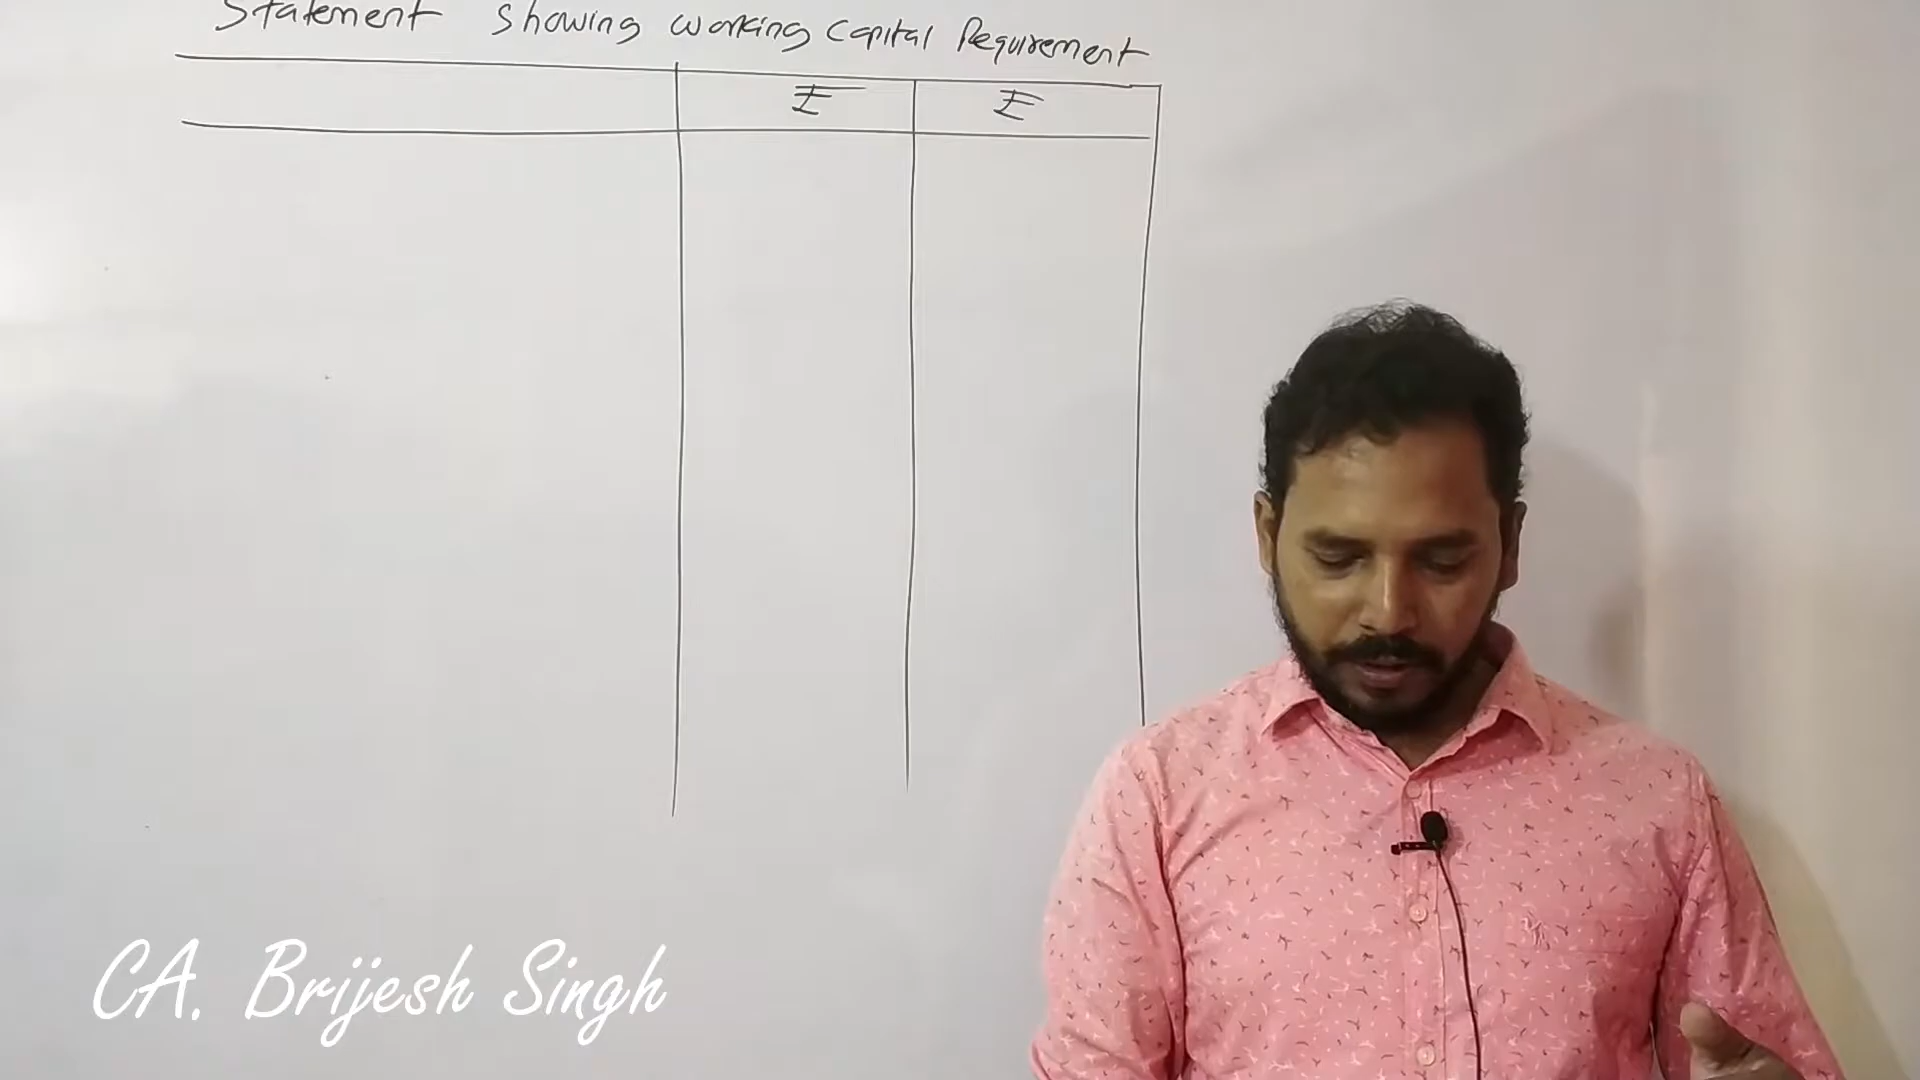 Statement showing working Capital Requirement
₹ ₹
CA. Brijesh Singh